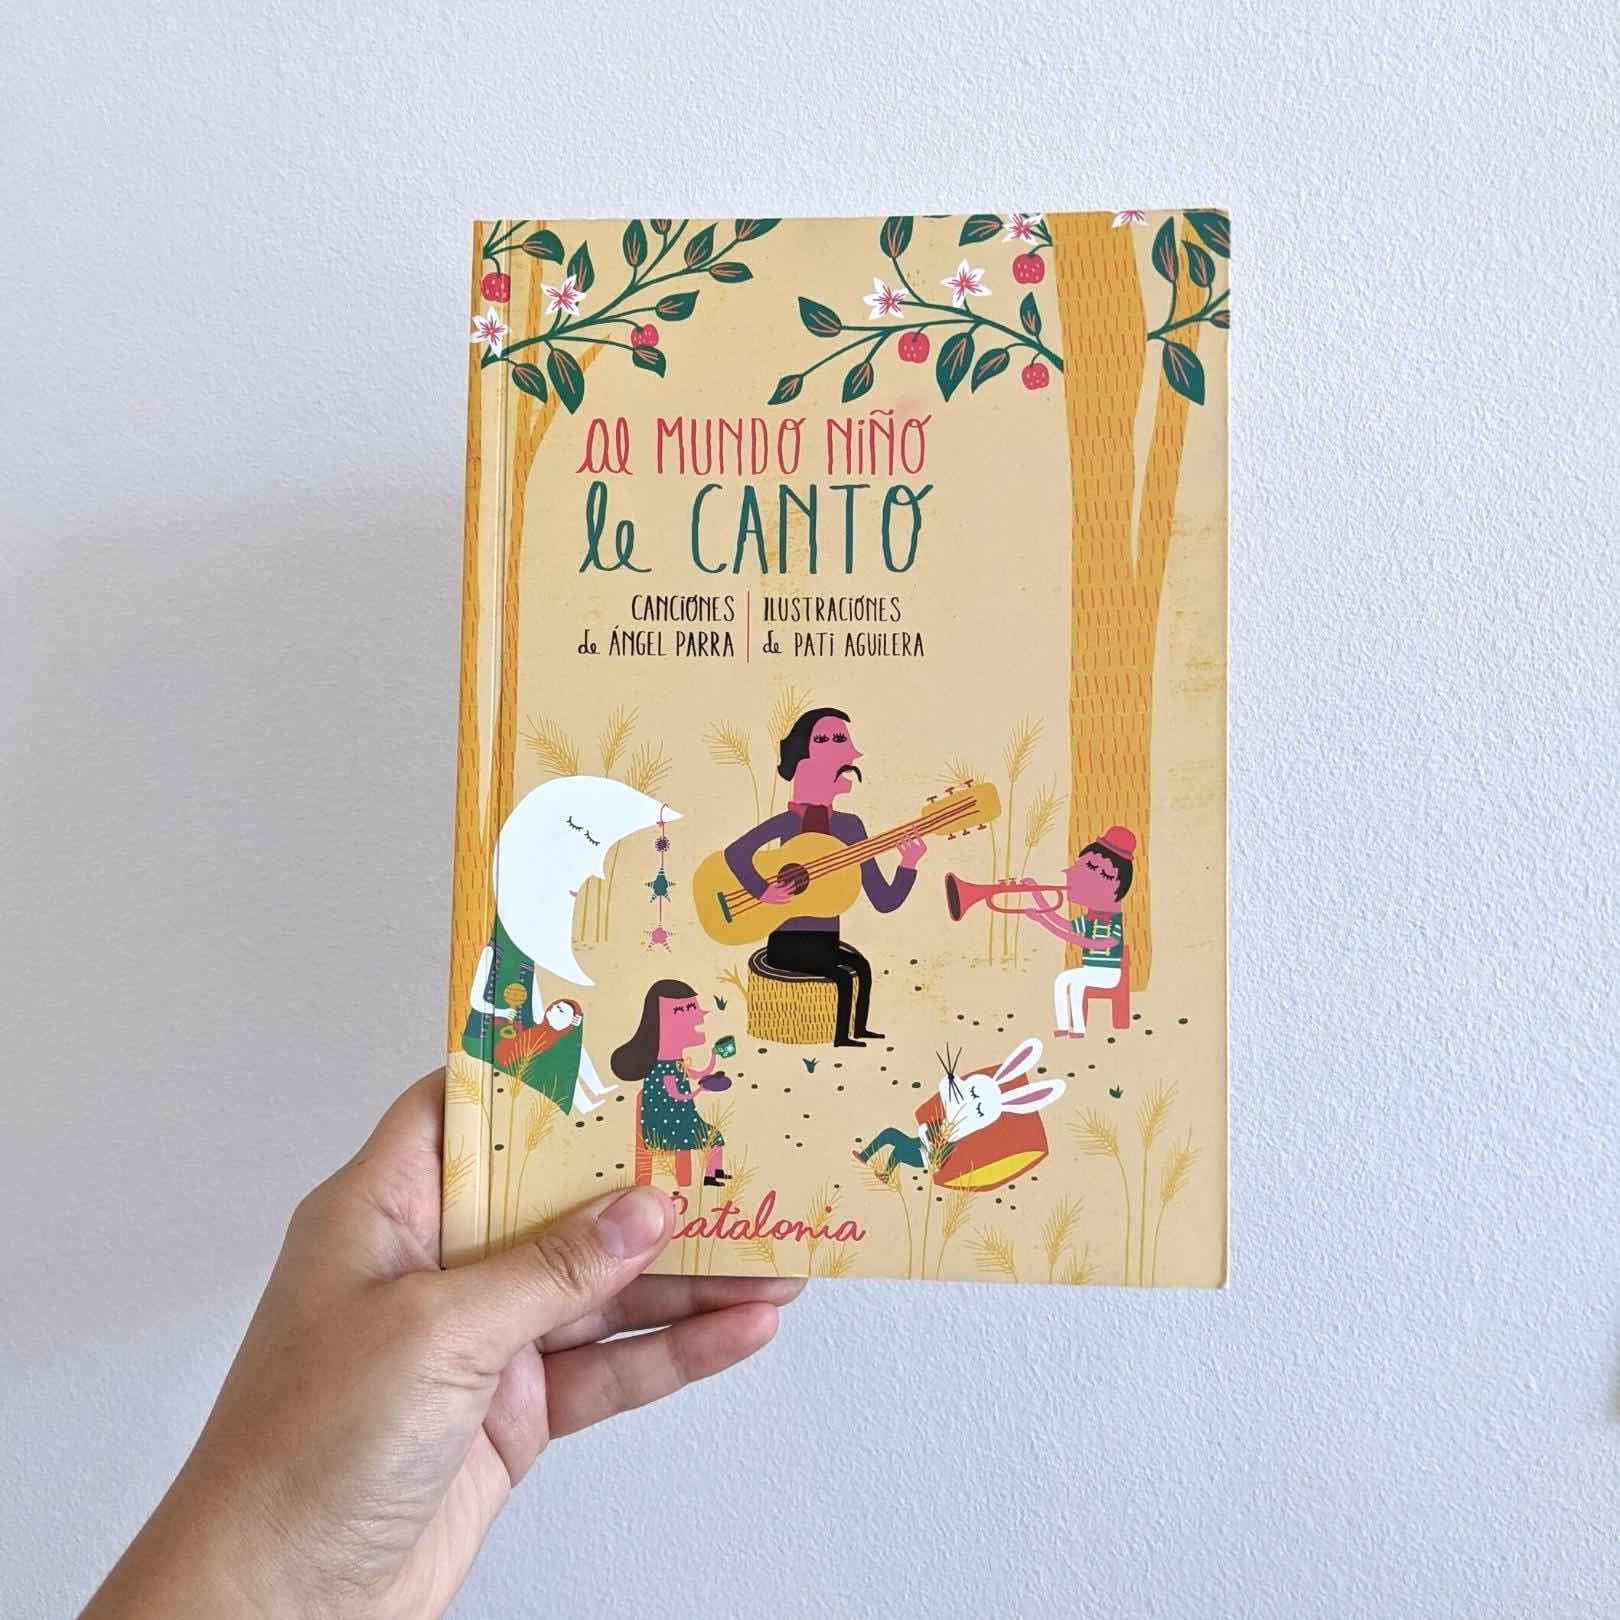 al MUNDO NIÑO
le CANTO
CANCIONES
de ÁNGEL PARRA
ILUSTRACIONES
de PATI AGUILERA
Catalonia